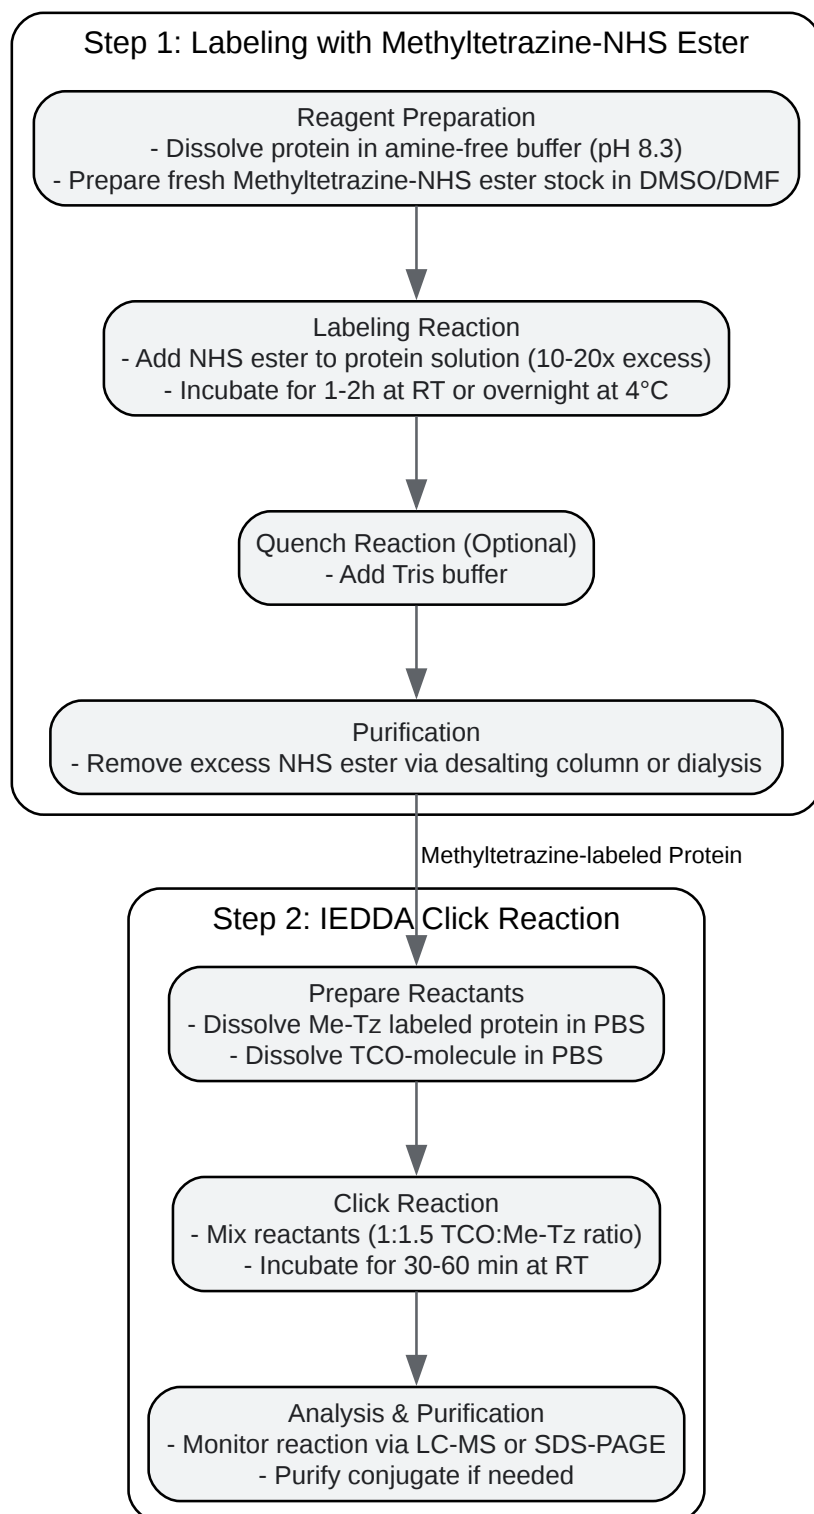 Step 1: Labeling with Methyltetrazine-NHS Ester
Reagent Preparation
- Dissolve protein in amine-free buffer (pH 8.3)
- Prepare fresh Methyltetrazine-NHS ester stock in DMSO/DMF
Labeling Reaction
- Add NHS ester to protein solution (10-20x excess)
- Incubate for 1-2h at RT or overnight at 4°C
Quench Reaction (Optional)
- Add Tris buffer
Purification
- Remove excess NHS ester via desalting column or dialysis
Methyltetrazine-labeled Protein
Step 2: IEDDA Click Reaction
Prepare Reactants
- Dissolve Me-Tz labeled protein in PBS
- Dissolve TCO-molecule in PBS
Click Reaction
- Mix reactants (1:1.5 TCO:Me-Tz ratio)
- Incubate for 30-60 min at RT
Analysis & Purification
- Monitor reaction via LC-MS or SDS-PAGE
- Purify conjugate if needed